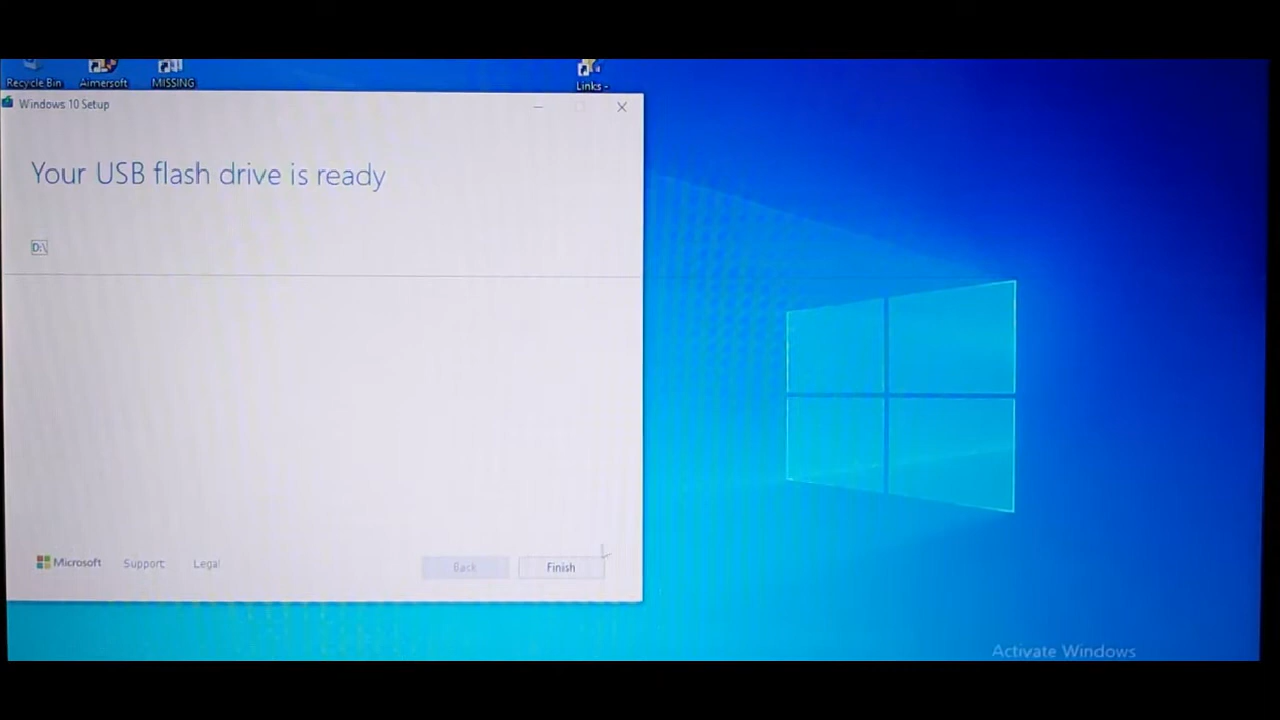 Recycle Bin
Aimersoft
MISSING
Links -
Windows 10 Setup
Your USB flash drive is ready
D:\
Microsoft
Support
Legal
Back
Finish
Activate Windows